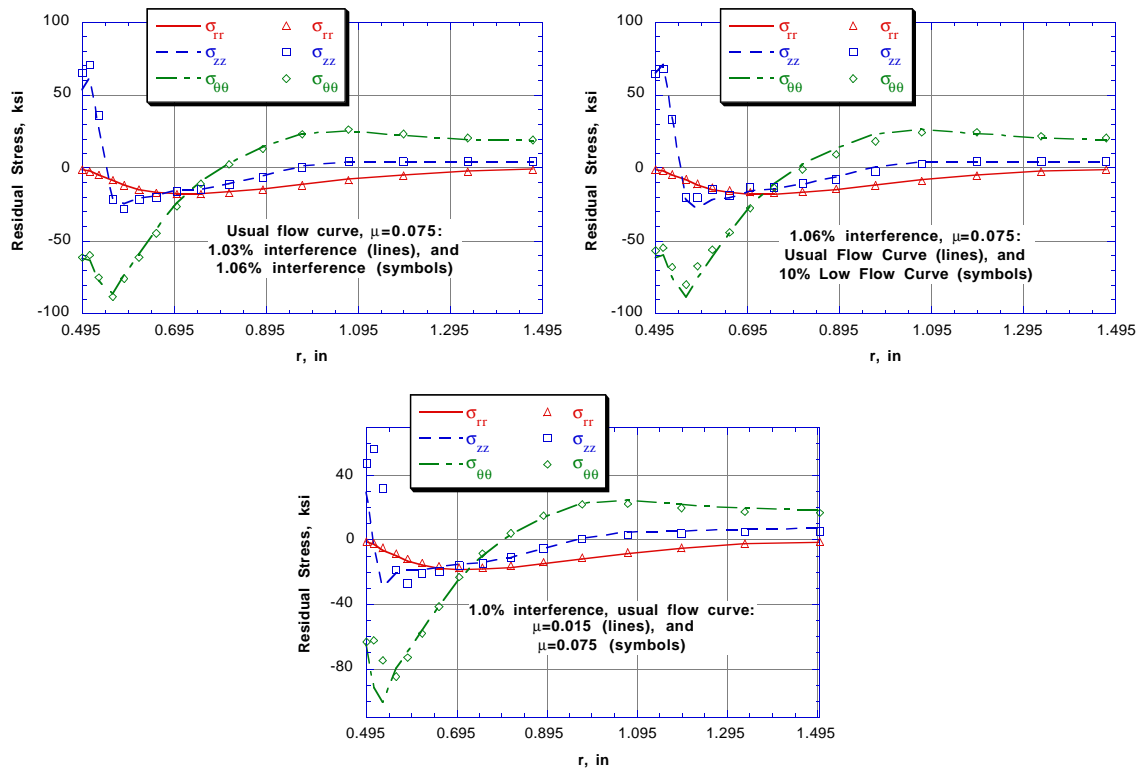 100
50
0
-50
-100
Residual Stress, ksi
σrr σrr
σzz σzz
σθθ σθθ
Usual flow curve, μ=0.075:
1.03% interference (lines), and
1.06% interference (symbols)
0.495 0.695 0.895 1.095 1.295 1.495
r, in
100
50
0
-50
-100
Residual Stress, ksi
σrr σrr
σzz σzz
σθθ σθθ
1.06% interference, μ=0.075:
Usual Flow Curve (lines), and
10% Low Flow Curve (symbols)
0.495 0.695 0.895 1.095 1.295 1.495
r, in
40
0
-40
-80
Residual Stress, ksi
σrr σrr
σzz σzz
σθθ σθθ
1.0% interference, usual flow curve:
μ=0.015 (lines), and
μ=0.075 (symbols)
0.495 0.695 0.895 1.095 1.295 1.495
r, in